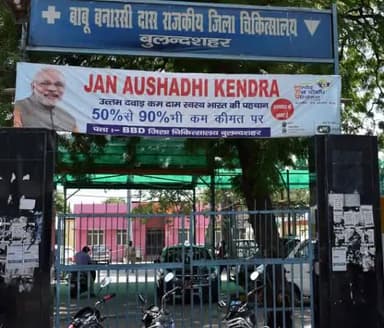 बाबू बनारसी दास राजकीय जिला चिकित्सालय
बुलन्दशहर
JAN AUSHADHI KENDRA
उत्तम दवाई कम दाम स्वस्थ भारत की पहचान
50% से 90% भी कम कीमत पर
पता :- BBD जिला चिकित्सालय बुलन्दशहर